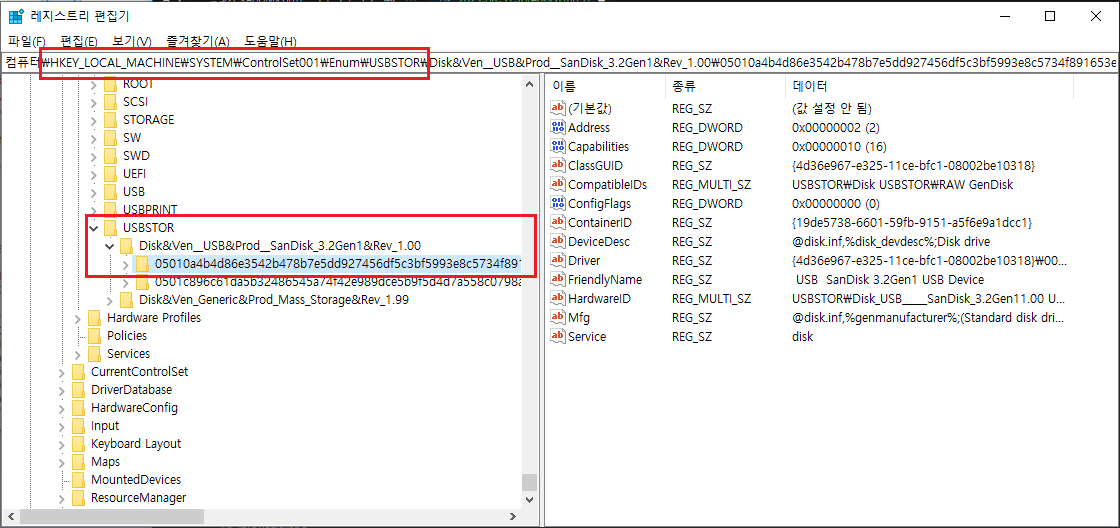 레지스트리 편집기
파일(F) 편집(E) 보기(V) 즐겨찾기(A) 도움말(H)
컴퓨터₩HKEY_LOCAL_MACHINE₩SYSTEM₩ControlSet001₩Enum₩USBSTOR₩Disk&Ven__USB&Prod__SanDisk_3.2Gen1&Rev_1.00₩05010a4b4d86e3542b478b7e5dd927456df5c3bf5993e8c5734f891653e
ROOT
SCSI
STORAGE
SW
SWD
UEFI
USB
USBPRINT
USBSTOR
Disk&Ven__USB&Prod__SanDisk_3.2Gen1&Rev_1.00
05010a4b4d86e3542b478b7e5dd927456df5c3bf5993e8c5734f89
0501c896c61da5b32486545a74f42e989dce5b9f5d4d7a558c0798a
Disk&Ven_Generic&Prod_Mass_Storage&Rev_1.99
Hardware Profiles
Policies
Services
CurrentControlSet
DriverDatabase
HardwareConfig
Input
Keyboard Layout
Maps
MountedDevices
ResourceManager
이름 종류 데이터
(기본값) REG_SZ (값 설정 안 됨)
Address REG_DWORD 0x00000002 (2)
Capabilities REG_DWORD 0x00000010 (16)
ClassGUID REG_SZ {4d36e967-e325-11ce-bfc1-08002be10318}
CompatibleIDs REG_MULTI_SZ USBSTOR₩Disk USBSTOR₩RAW GenDisk
ConfigFlags REG_DWORD 0x00000000 (0)
ContainerID REG_SZ {19de5738-6601-59fb-9151-a5f6e9a1dcc1}
DeviceDesc REG_SZ @disk.inf,%disk_devdesc%;Disk drive
Driver REG_SZ {4d36e967-e325-11ce-bfc1-08002be10318}₩00...
FriendlyName REG_SZ USB SanDisk 3.2Gen1 USB Device
HardwareID REG_MULTI_SZ USBSTOR₩Disk_USB_____SanDisk_3.2Gen11.00 U...
Mfg REG_SZ @disk.inf,%genmanufacturer%;(Standard disk dri...
Service REG_SZ disk